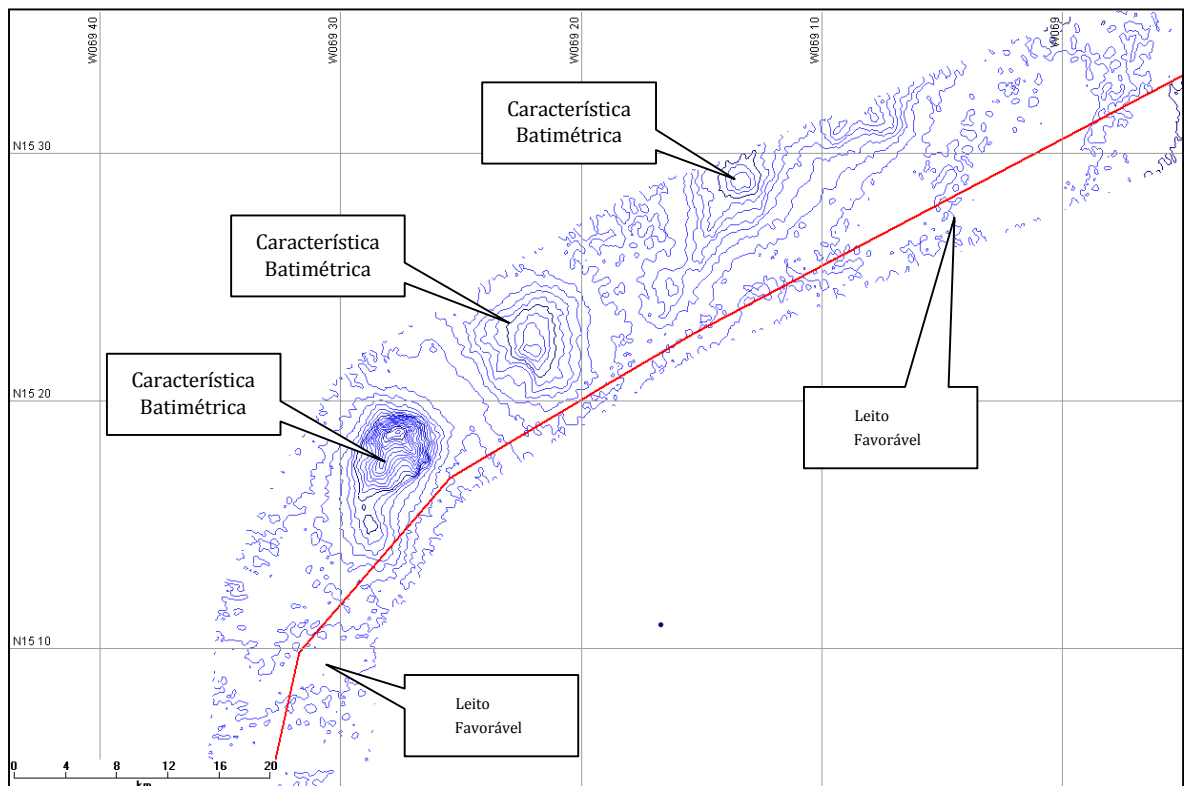 W069 40
W069 30
W069 20
W069 10
W069
Característica
Batimétrica
N15 30
Característica
Batimétrica
Característica
Batimétrica
N15 20
Leito
Favorável
N15 10
Leito
Favorável
0 4 8 12 16 20
km